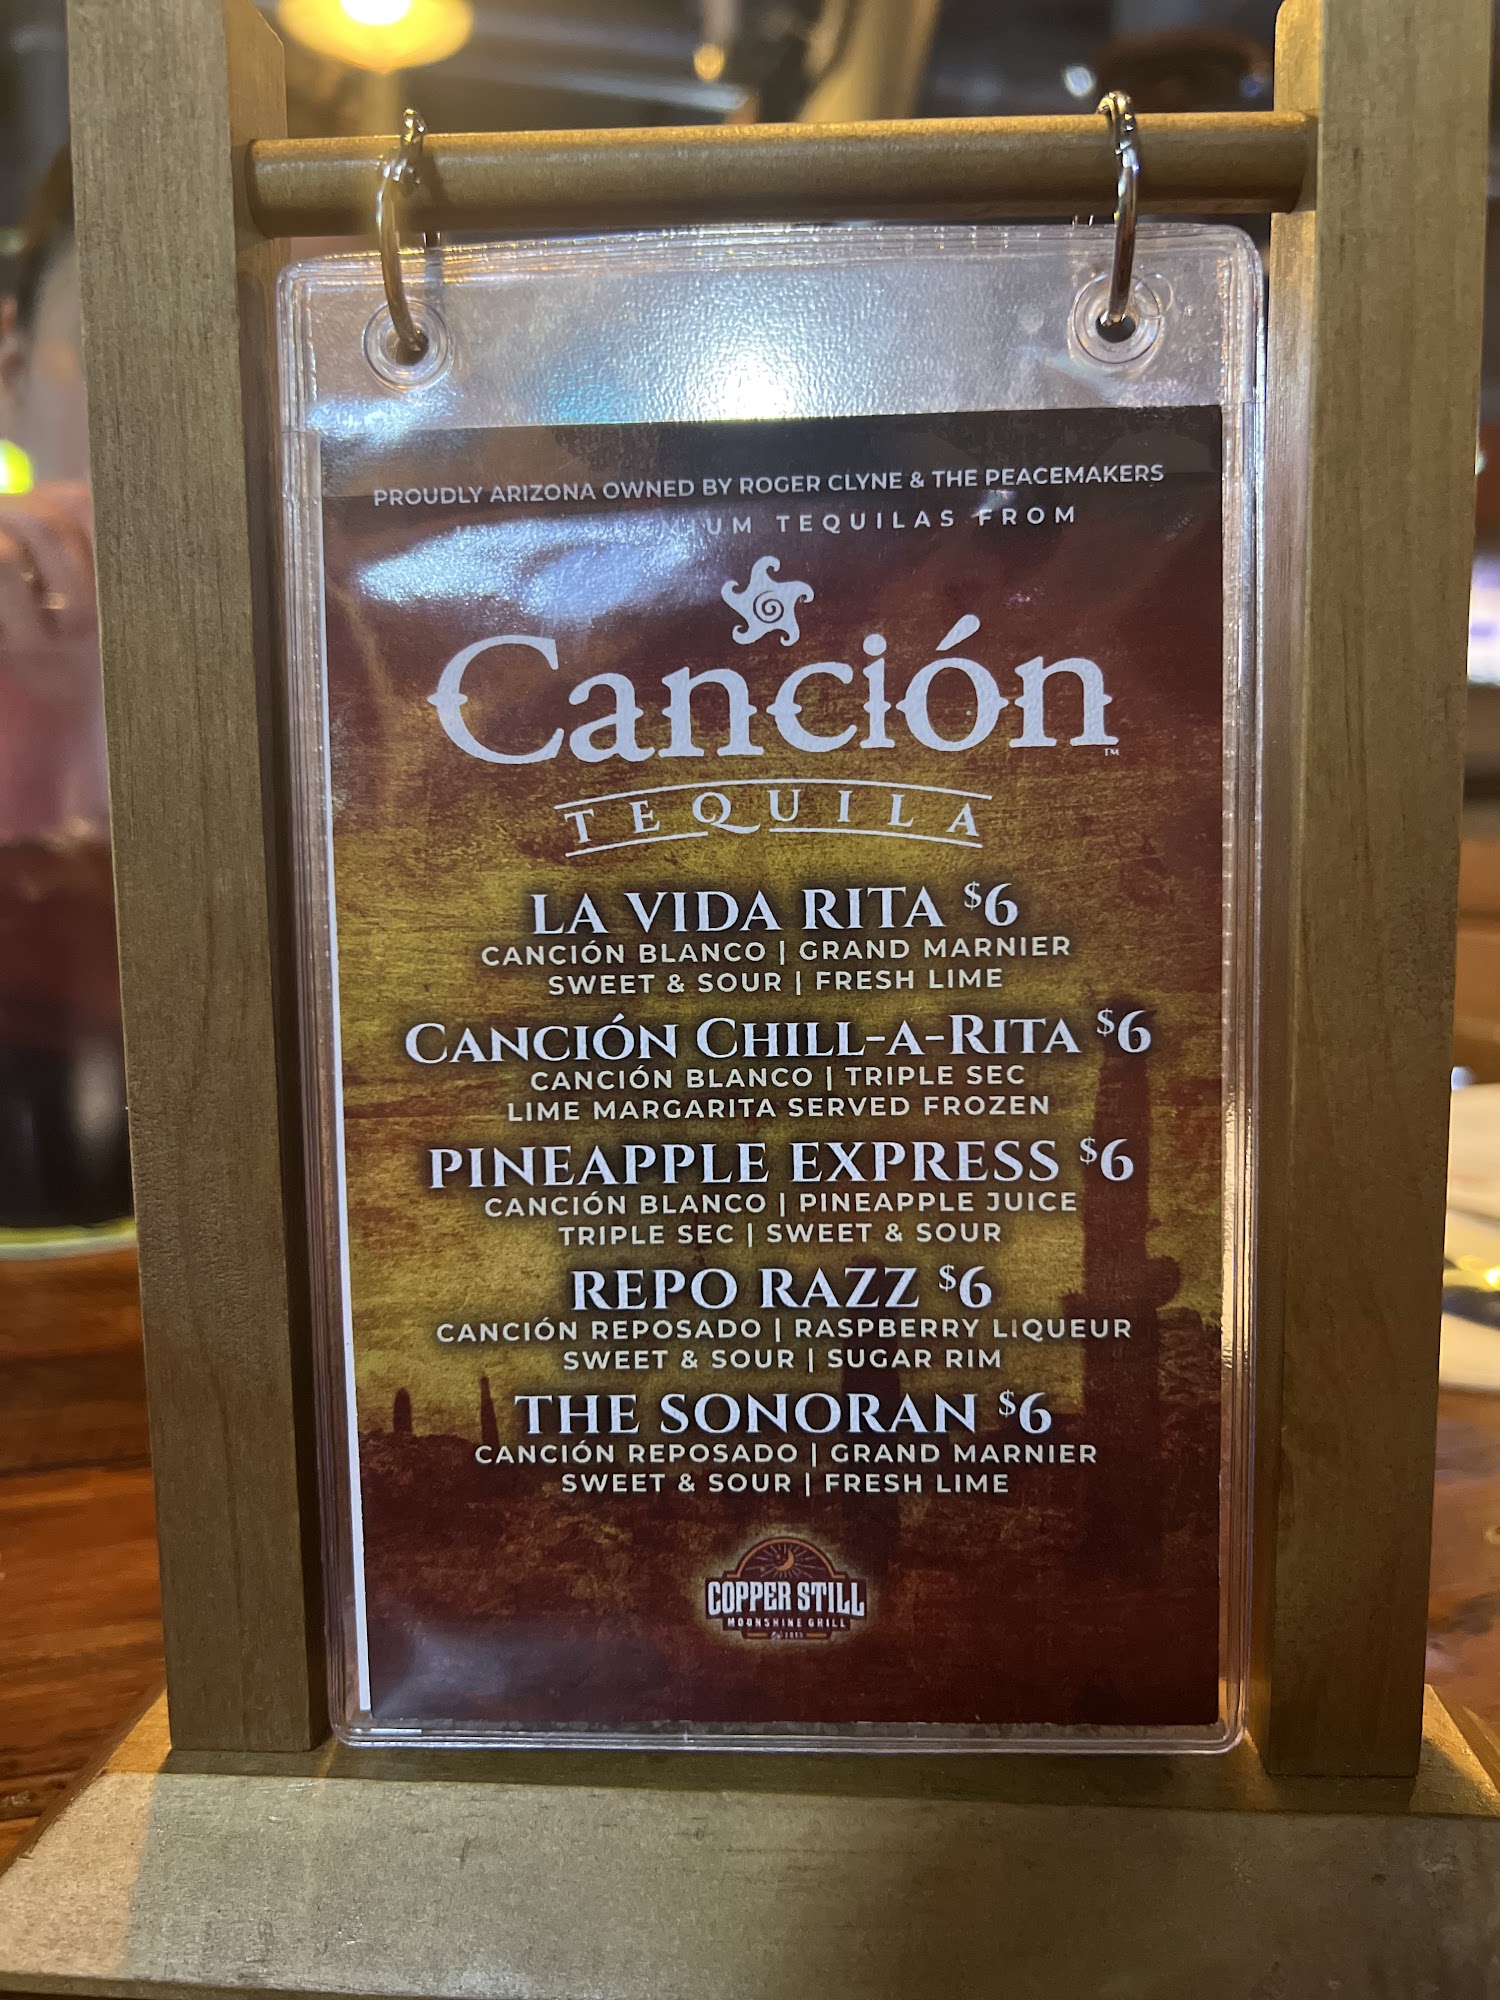 PROUDLY ARIZONA OWNED BY ROGER CLYNE & THE PEACEMAKERS
TEQUILAS FROM
Canción™
TEQUILA
LA VIDA RITA $6
CANCIÓN BLANCO | GRAND MARNIER
SWEET & SOUR | FRESH LIME
CANCIÓN CHILL-A-RITA $6
CANCIÓN BLANCO | TRIPLE SEC
LIME MARGARITA SERVED FROZEN
PINEAPPLE EXPRESS $6
CANCIÓN BLANCO | PINEAPPLE JUICE
TRIPLE SEC | SWEET & SOUR
REPO RAZZ $6
CANCIÓN REPOSADO | RASPBERRY LIQUEUR
SWEET & SOUR | SUGAR RIM
THE SONORAN $6
CANCIÓN REPOSADO | GRAND MARNIER
SWEET & SOUR | FRESH LIME
COPPER STILL
MOONSHINE GRILL